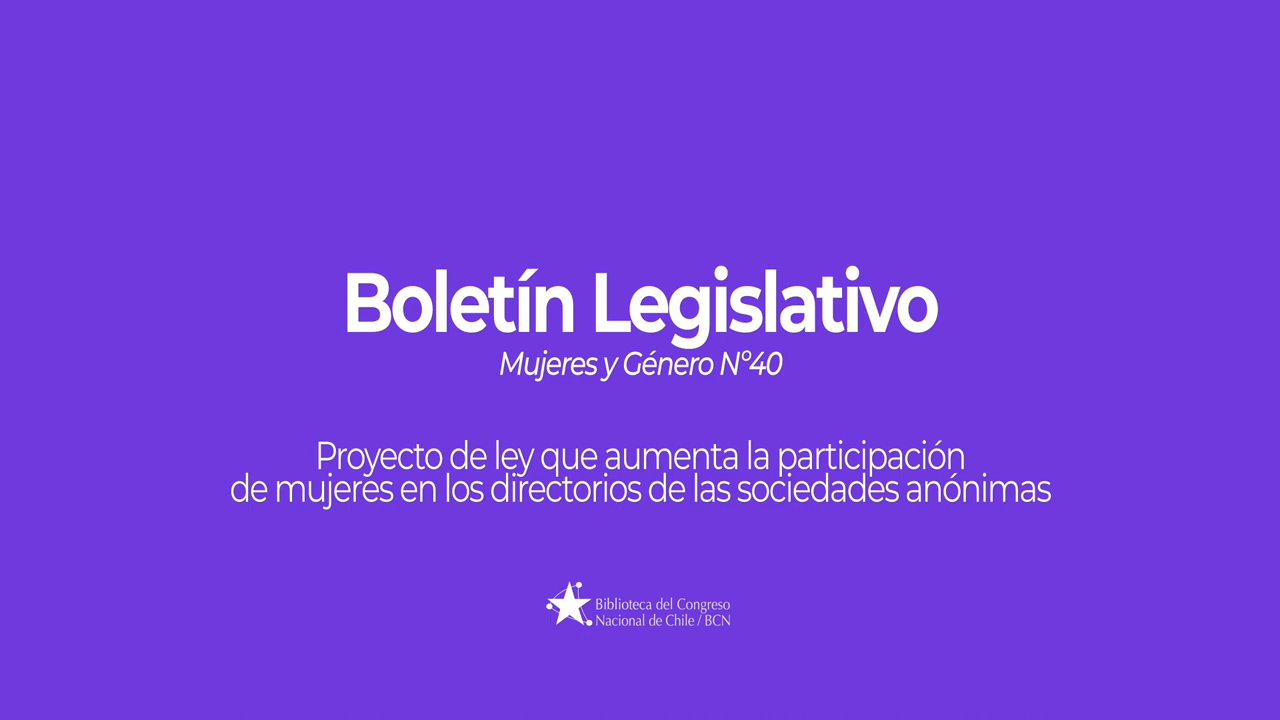 Boletín Legislativo
Mujeres y Género N°40
Proyecto de ley que aumenta la participación
de mujeres en los directorios de las sociedades anónimas
Biblioteca del Congreso
Nacional de Chile / BCN